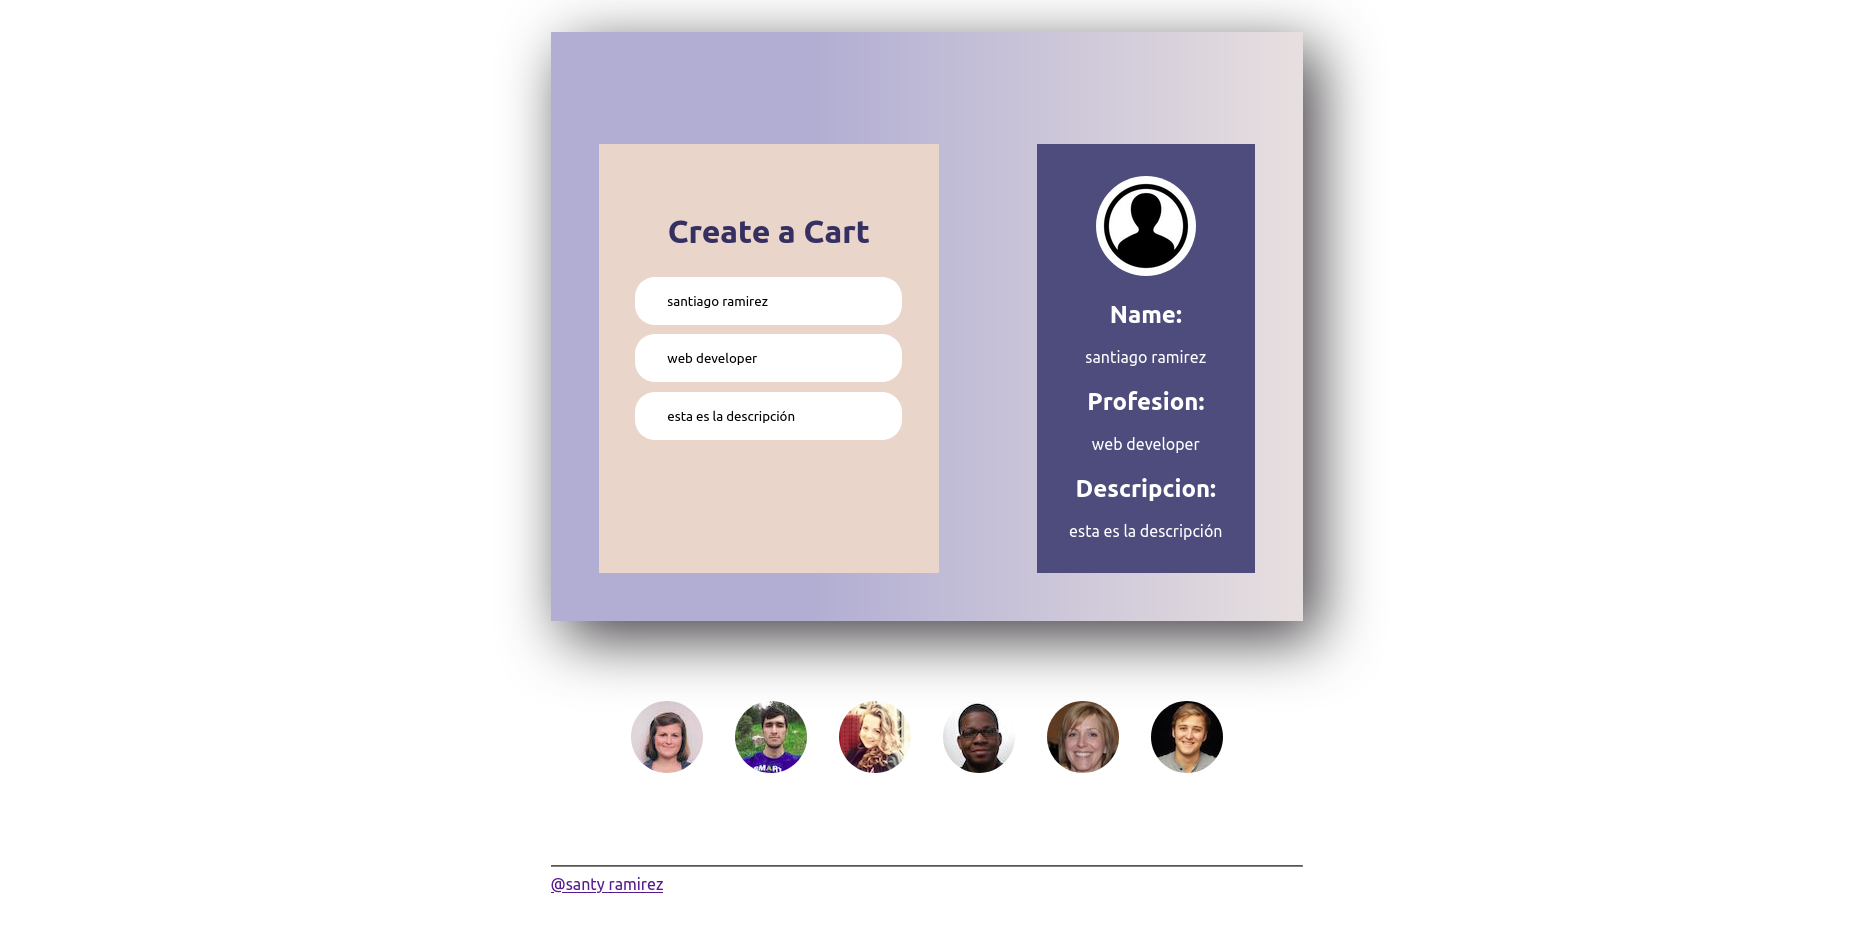 Create a Cart
santiago ramirez
web developer
esta es la descripción
Name:
santiago ramirez
Profesion:
web developer
Descripcion:
esta es la descripción
SMART
@santy ramirez